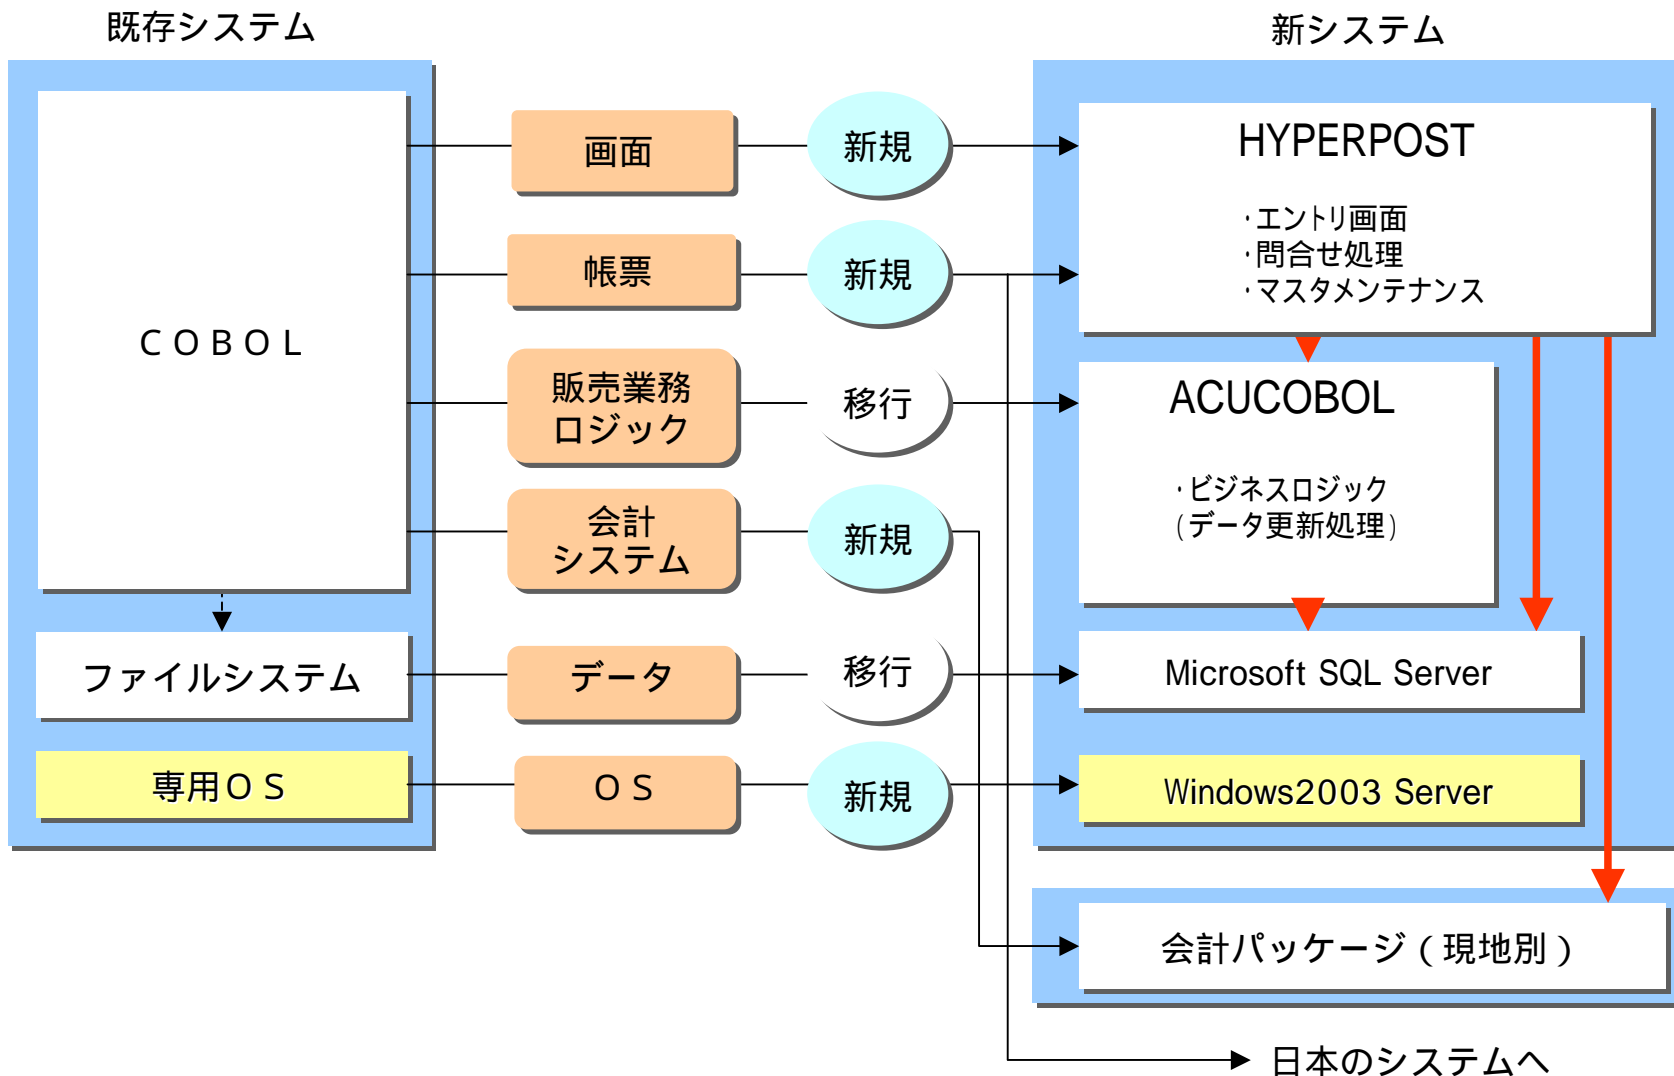 既存システム
新システム
COBOL
ファイルシステム
専用OS
画面
新規
帳票
新規
販売業務
ロジック
移行
会計
システム
新規
データ
移行
OS
新規
HYPERPOST
・エントリ画面
・問合せ処理
・マスタメンテナンス
ACUCOBOL
・ビジネスロジック
(データ更新処理)
Microsoft SQL Server
Windows2003 Server
会計パッケージ(現地別)
日本のシステムへ